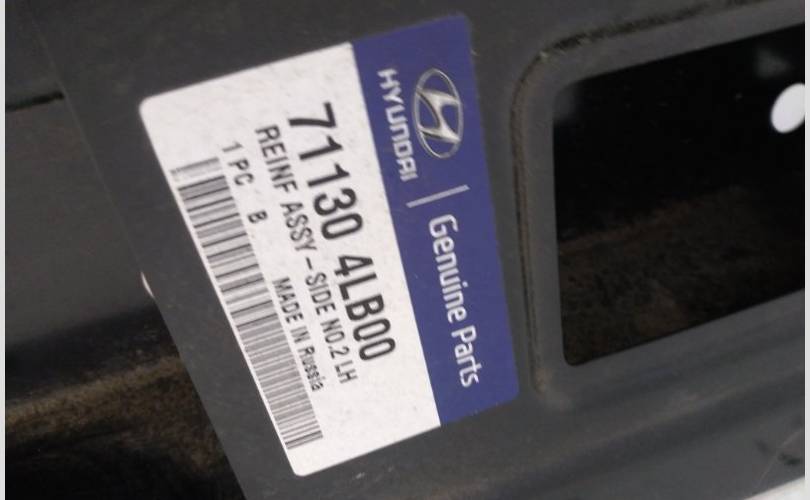 HYUNDAI | Genuine Parts
71130 4LB00
REINF ASSY-SIDE NO.2 LH
1 PC B MADE IN Russia